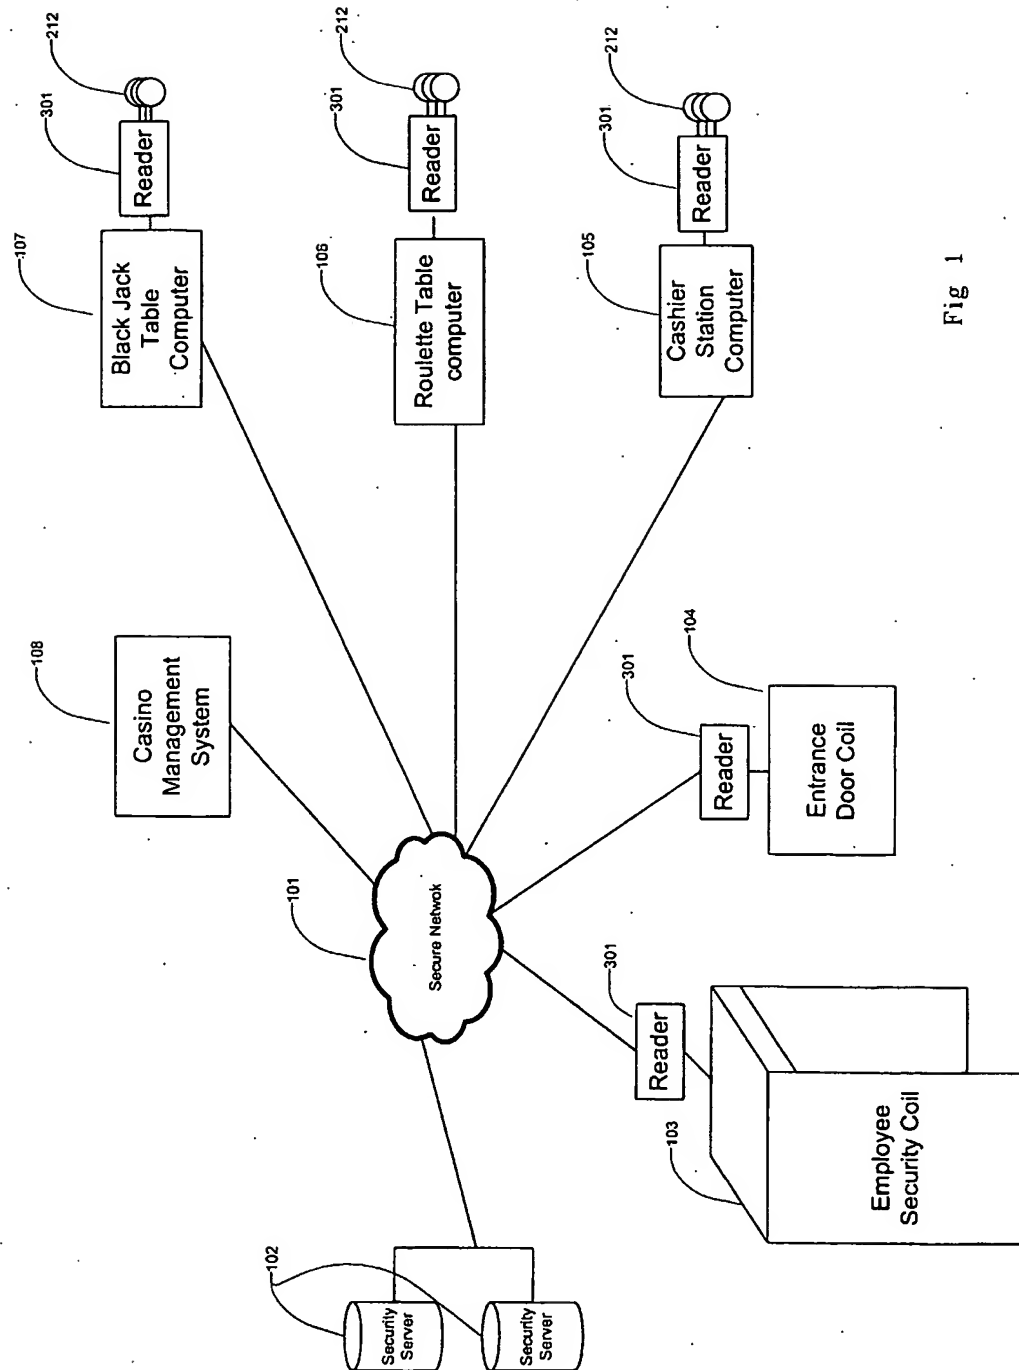 212
301
Reader
107
Black Jack
Table
Computer
212
301
Reader
106
Roulette Table
computer
212
301
Reader
105
Cashier
Station
Computer
108
Casino
Management
System
101
Secure Netwok
301
104
Reader
Entrance
Door Coil
301
Reader
103
Employee
Security Coil
102
Security
Server
Security
Server
Fig 1